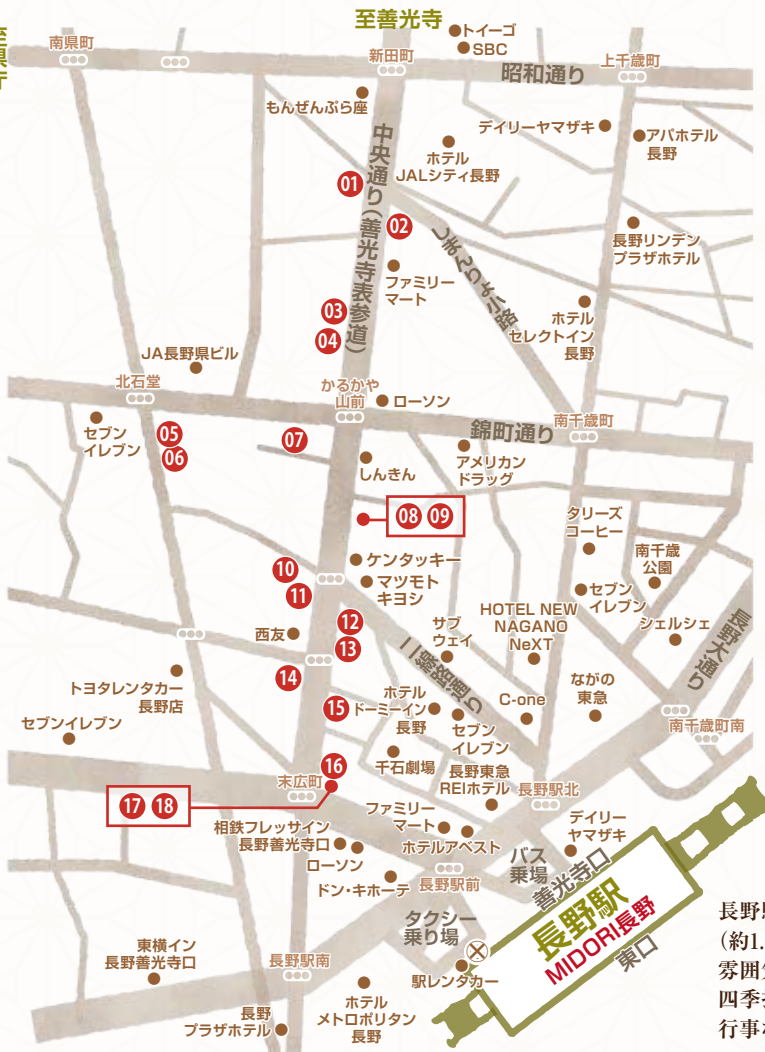 至善光寺
至県庁
南県町
新田町
トイーゴ
SBC
昭和通り
上千歳町
もんぜんぷら座
中央通り(善光寺表参道)
デイリーヤマザキ
アパホテル
長野
ホテル
JALシティ長野
01
02
しまんりょ小路
長野リンデン
プラザホテル
ファミリー
マート
03
04
ホテル
セレクトイン
長野
JA長野県ビル
北石堂
かるかや
山前
ローソン
南千歳町
錦町通り
セブン
イレブン
05
06
07
しんきん
アメリカン
ドラッグ
08 09
タリーズ
コーヒー
南千歳
公園
ケンタッキー
マツモト
キヨシ
10
11
セブン
イレブン
シェルシェ
長野大通り
HOTEL NEW
NAGANO
NeXT
サブ
ウェイ
二線路通り
12
13
西友
14
トヨタレンタカー
長野店
セブンイレブン
15
ホテル
ドーミーイン
長野
セブン
イレブン
C-one
ながの
東急
南千歳町南
千石劇場
長野東急
REIホテル
長野駅北
16
末広町
17 18
相鉄フレッサイン
長野善光寺口
ローソン
ドン・キホーテ
ファミリー
マート
ホテルアベスト
長野駅前
バス
乗場
デイリー
ヤマザキ
善光寺口
長野駅
MIDORI長野
東口
タクシー
乗り場
駅レンタカー
東横イン
長野善光寺口
長野駅南
長野
プラザホテル
ホテル
メトロポリタン
長野
長野
(約1.
雰囲
四季
行事